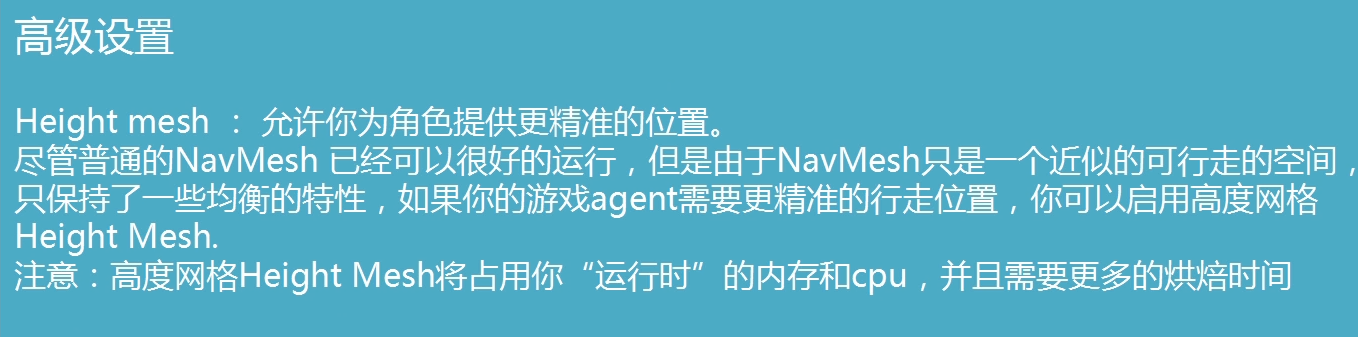 高级设置
Height mesh ： 允许你为角色提供更精准的位置。
尽管普通的NavMesh 已经可以很好的运行，但是由于NavMesh只是一个近似的可行走的空间，
只保持了一些均衡的特性，如果你的游戏agent需要更精准的行走位置，你可以启用高度网格
Height Mesh.
注意：高度网格Height Mesh将占用你“运行时”的内存和cpu，并且需要更多的烘焙时间